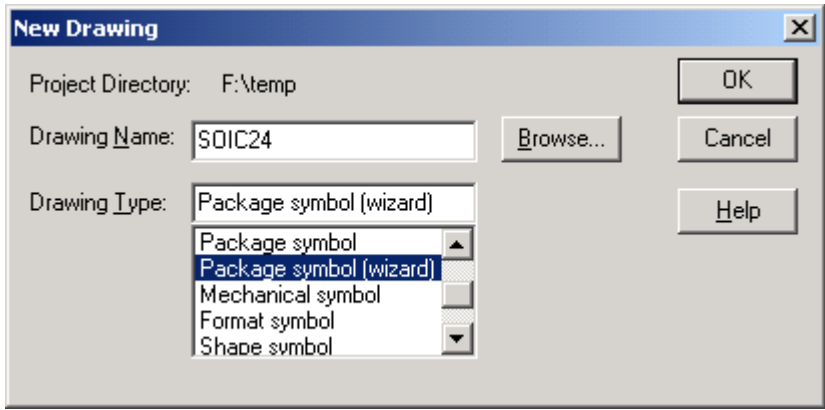 New Drawing
Project Directory: F:\temp
OK
Drawing Name: SOIC24
Browse...
Cancel
Drawing Type: Package symbol (wizard)
Help
Package symbol
Package symbol (wizard)
Mechanical symbol
Format symbol
Shape symbol